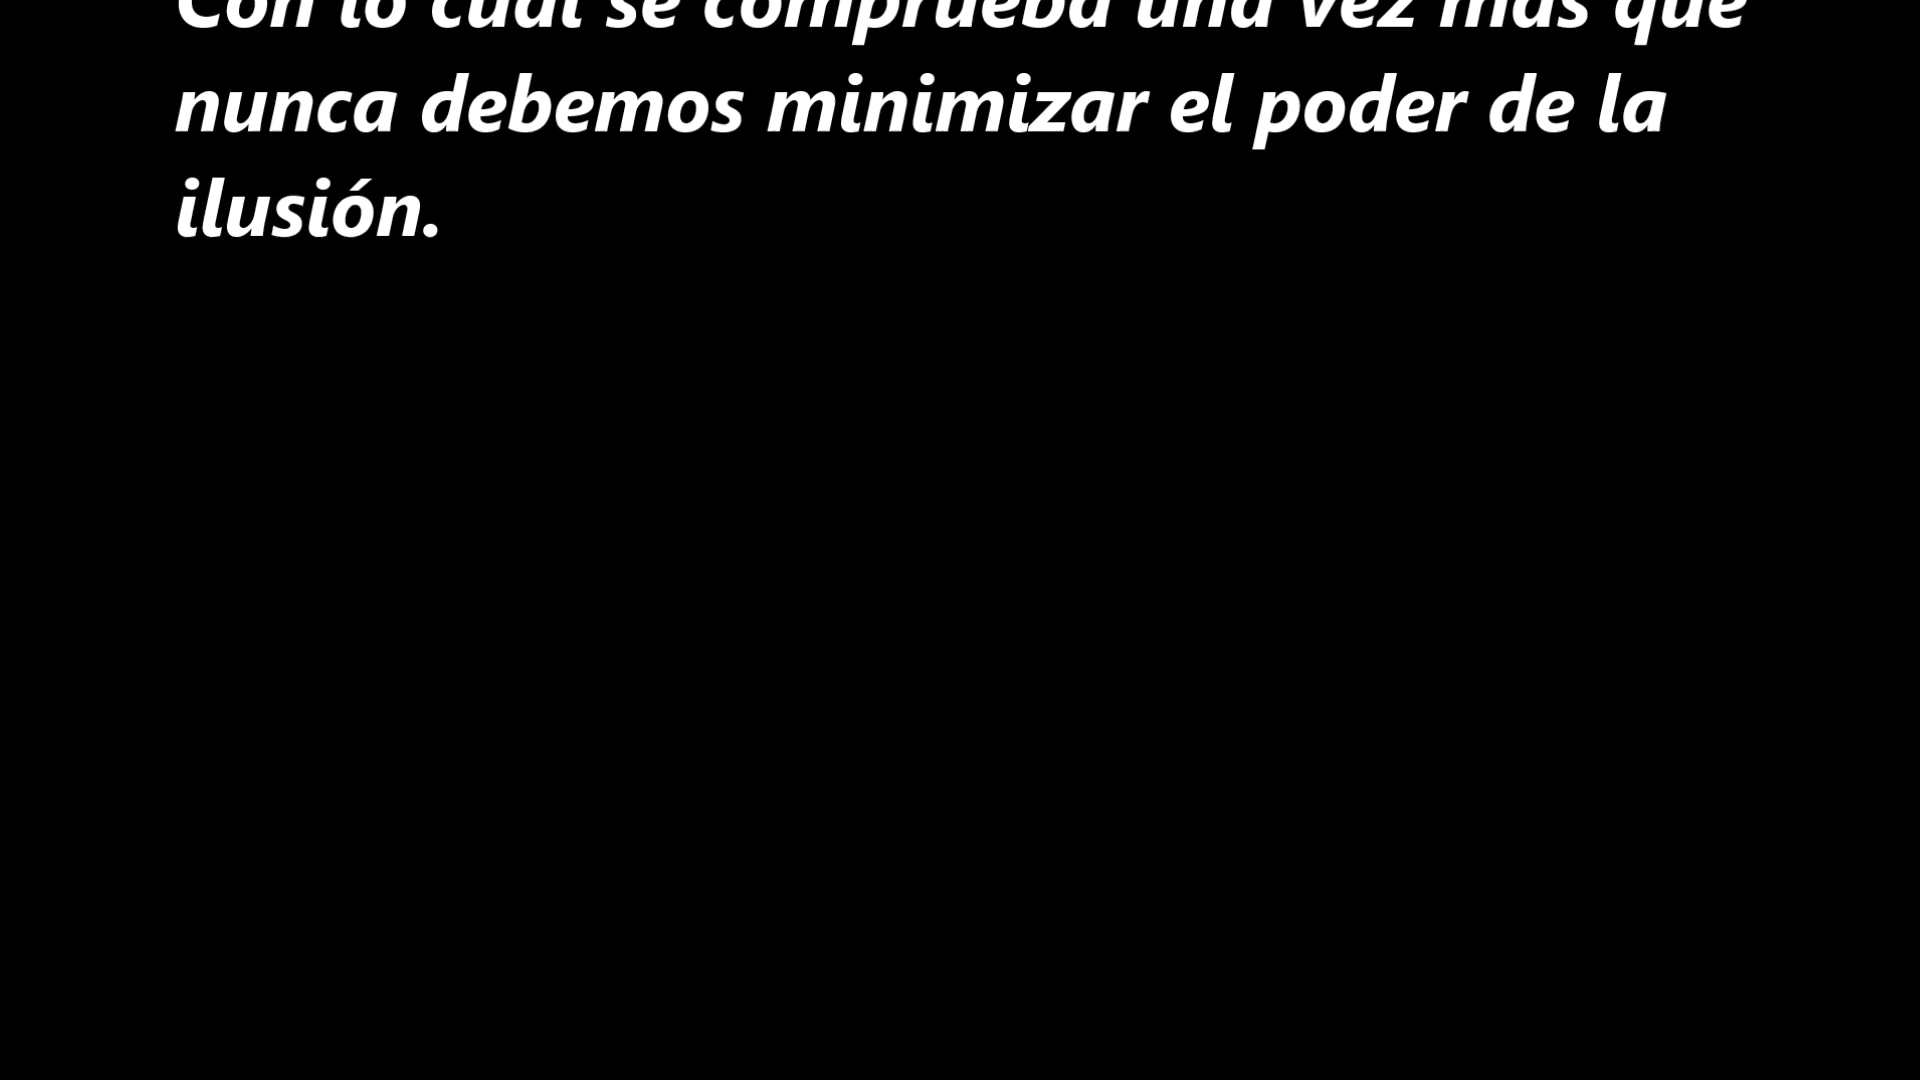 Con lo cual se comprueba una vez más que
nunca debemos minimizar el poder de la
ilusión.